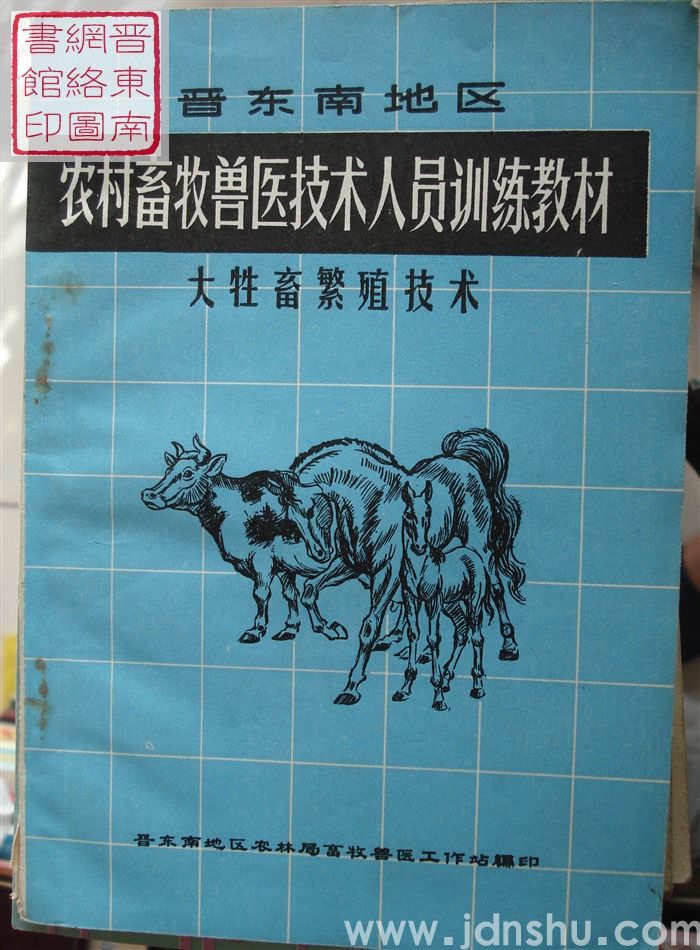 晋东南
網絡圖
書館印
晋东南地区
农村畜牧兽医技术人员训练教材
大牲畜繁殖技术
晋东南地区农林局畜牧兽医工作站编印
www.jdnshu.com